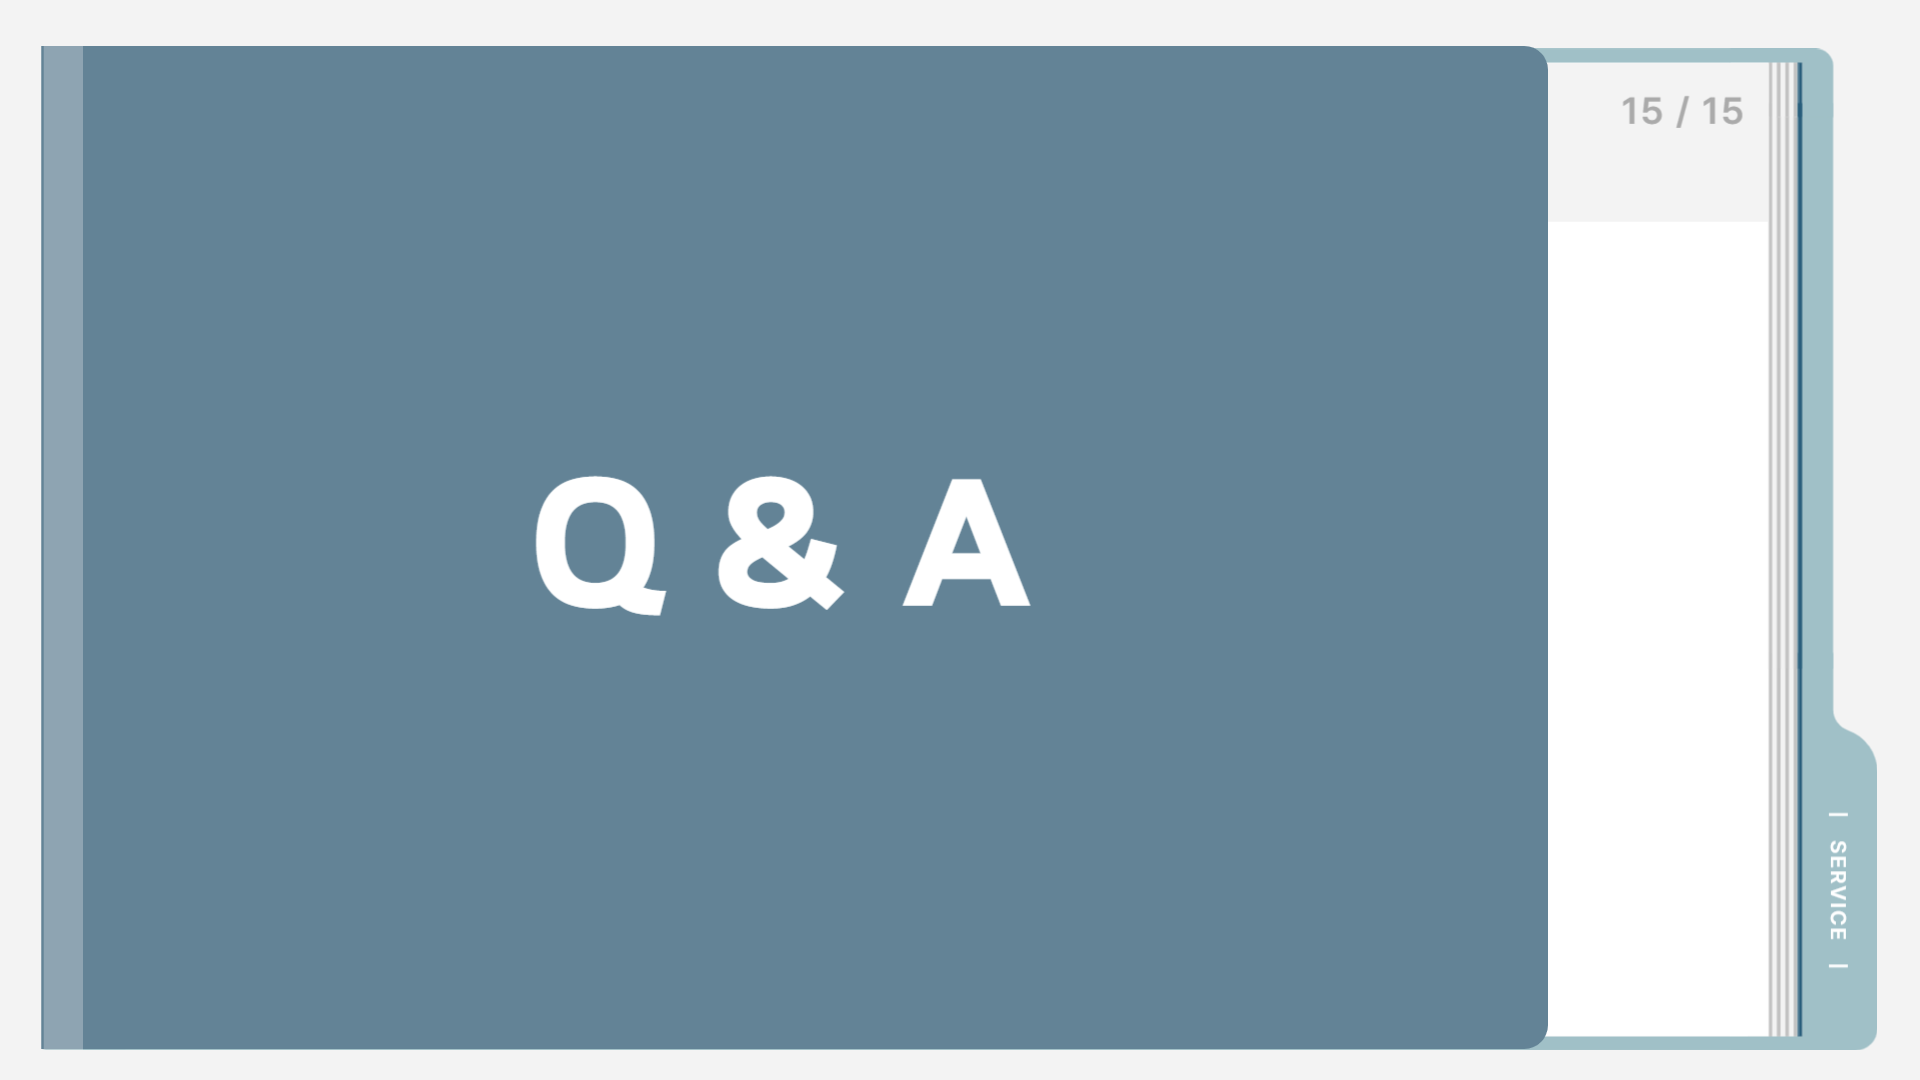 15 / 15
Q & A
| SERVICE |